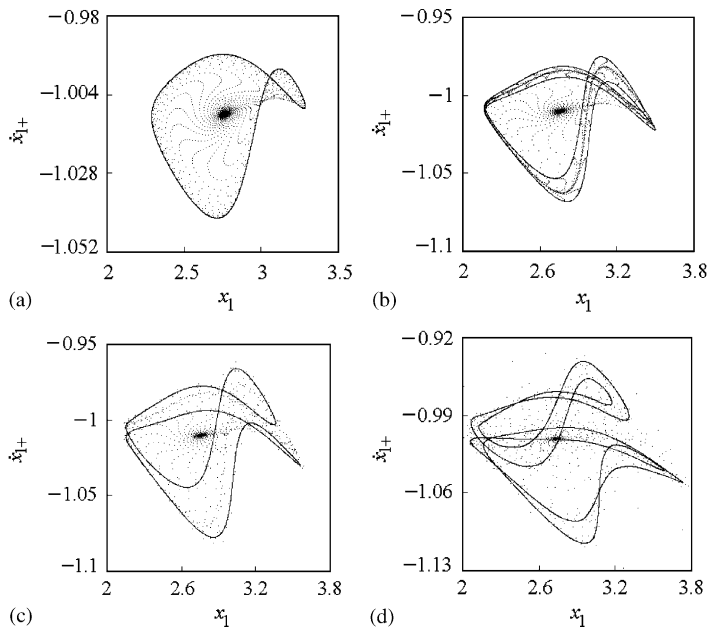 −0.98
−1.004
−1.028
−1.052
ẋ1+
2 2.5 3 3.5
(a) x1
−0.95
−1
−1.05
−1.1
ẋ1+
2 2.6 3.2 3.8
(b) x1
−0.95
−1
−1.05
−1.1
ẋ1+
2 2.6 3.2 3.8
(c) x1
−0.92
−0.99
−1.06
−1.13
ẋ1+
2 2.6 3.2 3.8
(d) x1